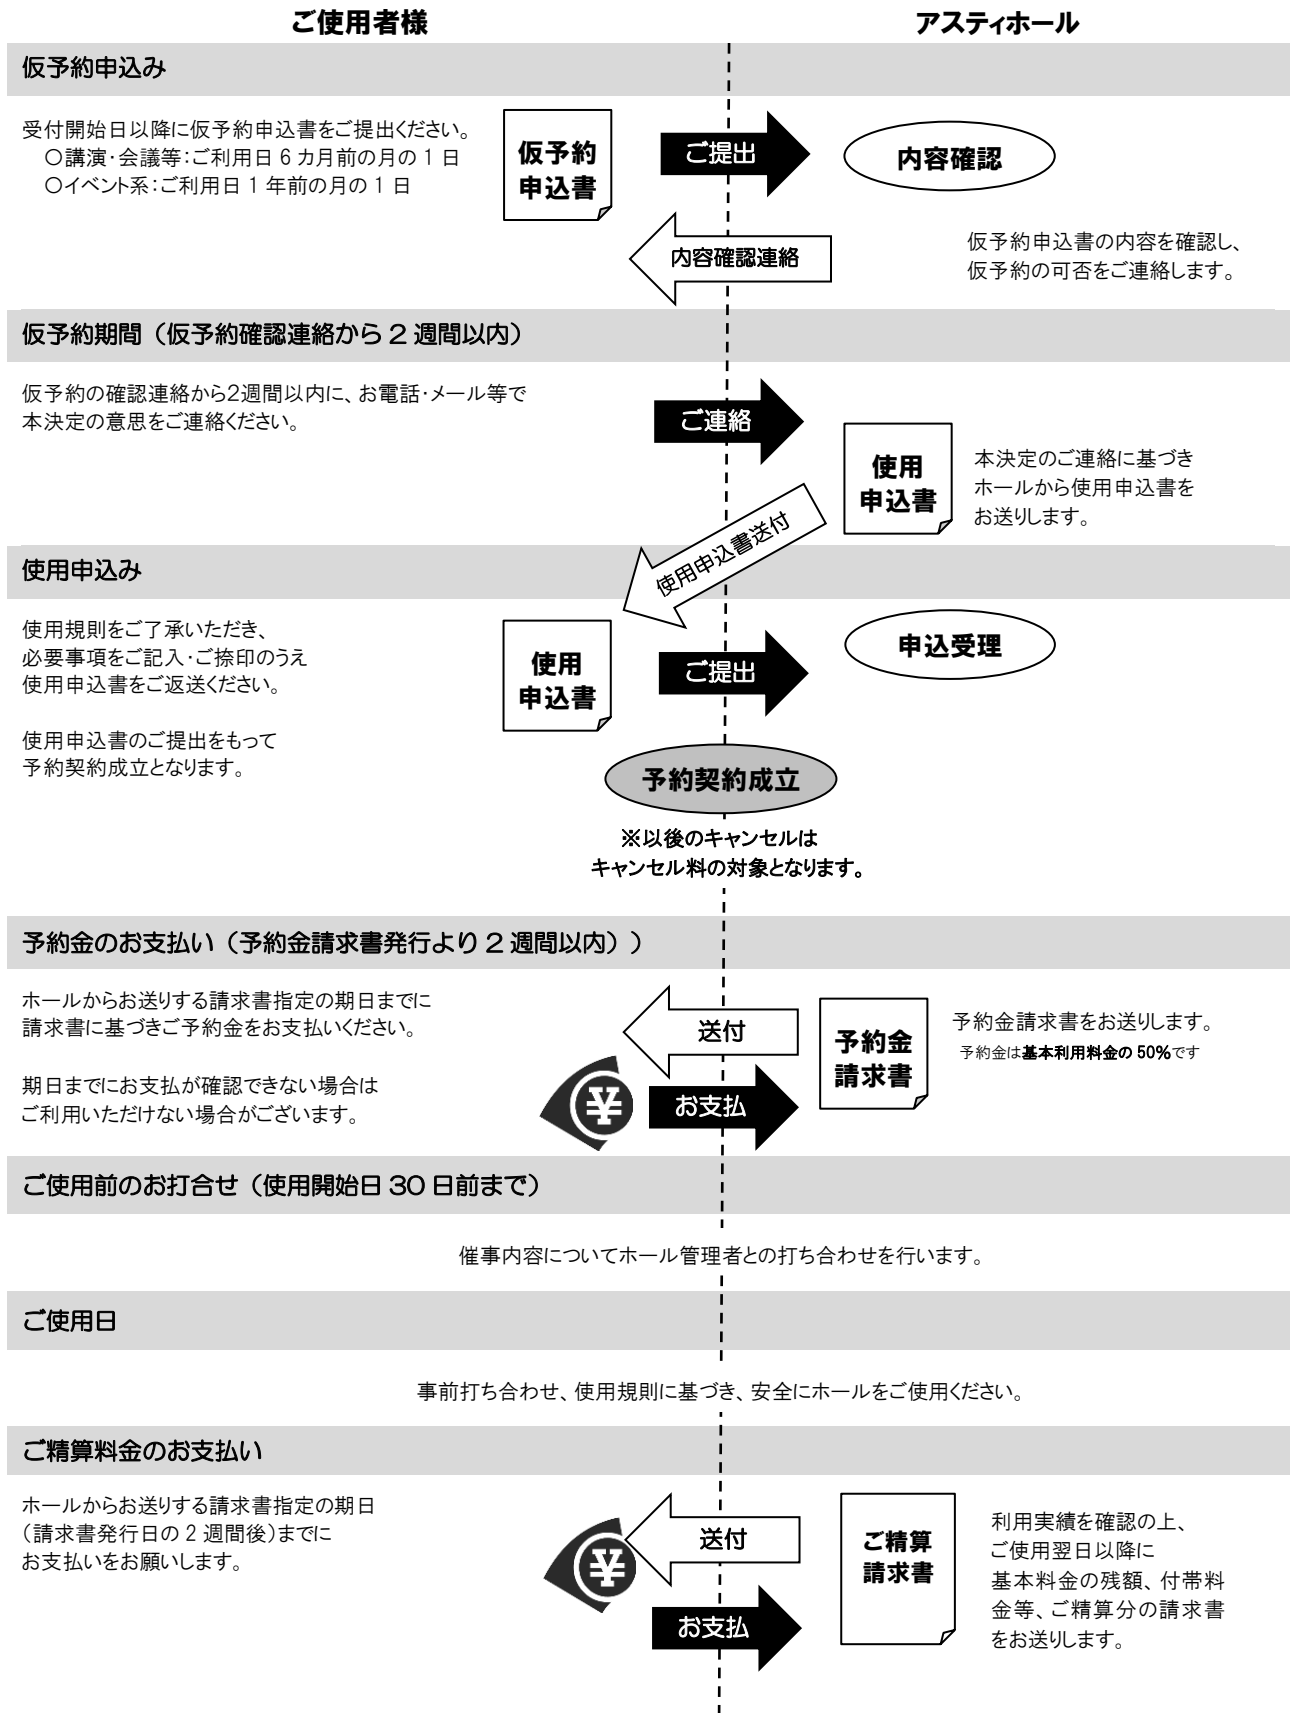 ご使用者様
アスティホール
仮予約申込み
受付開始日以降に仮予約申込書をご提出ください。
〇講演・会議等：ご利用日 6 カ月前の月の 1 日
〇イベント系：ご利用日 1 年前の月の 1 日
仮予約
申込書
ご提出
内容確認
内容確認連絡
仮予約申込書の内容を確認し、
仮予約の可否をご連絡します。
仮予約期間（仮予約確認連絡から 2 週間以内）
仮予約の確認連絡から2週間以内に、お電話・メール等で
本決定の意思をご連絡ください。
ご連絡
使用
申込書
本決定のご連絡に基づき
ホールから使用申込書を
お送りします。
使用申込書送付
使用申込み
使用規則をご了承いただき、
必要事項をご記入・ご捺印のうえ
使用申込書をご返送ください。
使用申込書のご提出をもって
予約契約成立となります。
使用
申込書
ご提出
申込受理
予約契約成立
※以後のキャンセルは
キャンセル料の対象となります。
予約金のお支払い（予約金請求書発行より 2 週間以内））
ホールからお送りする請求書指定の期日までに
請求書に基づきご予約金をお支払いください。
期日までにお支払が確認できない場合は
ご利用いただけない場合がございます。
送付
予約金
請求書
予約金請求書をお送りします。
予約金は基本利用料金の 50%です
¥
お支払
ご使用前のお打合せ（使用開始日 30 日前まで）
催事内容についてホール管理者との打ち合わせを行います。
ご使用日
事前打ち合わせ、使用規則に基づき、安全にホールをご使用ください。
ご精算料金のお支払い
ホールからお送りする請求書指定の期日
（請求書発行日の 2 週間後）までに
お支払いをお願いします。
送付
¥
お支払
ご精算
請求書
利用実績を確認の上、
ご使用翌日以降に
基本料金の残額、付帯料
金等、ご精算分の請求書
をお送りします。